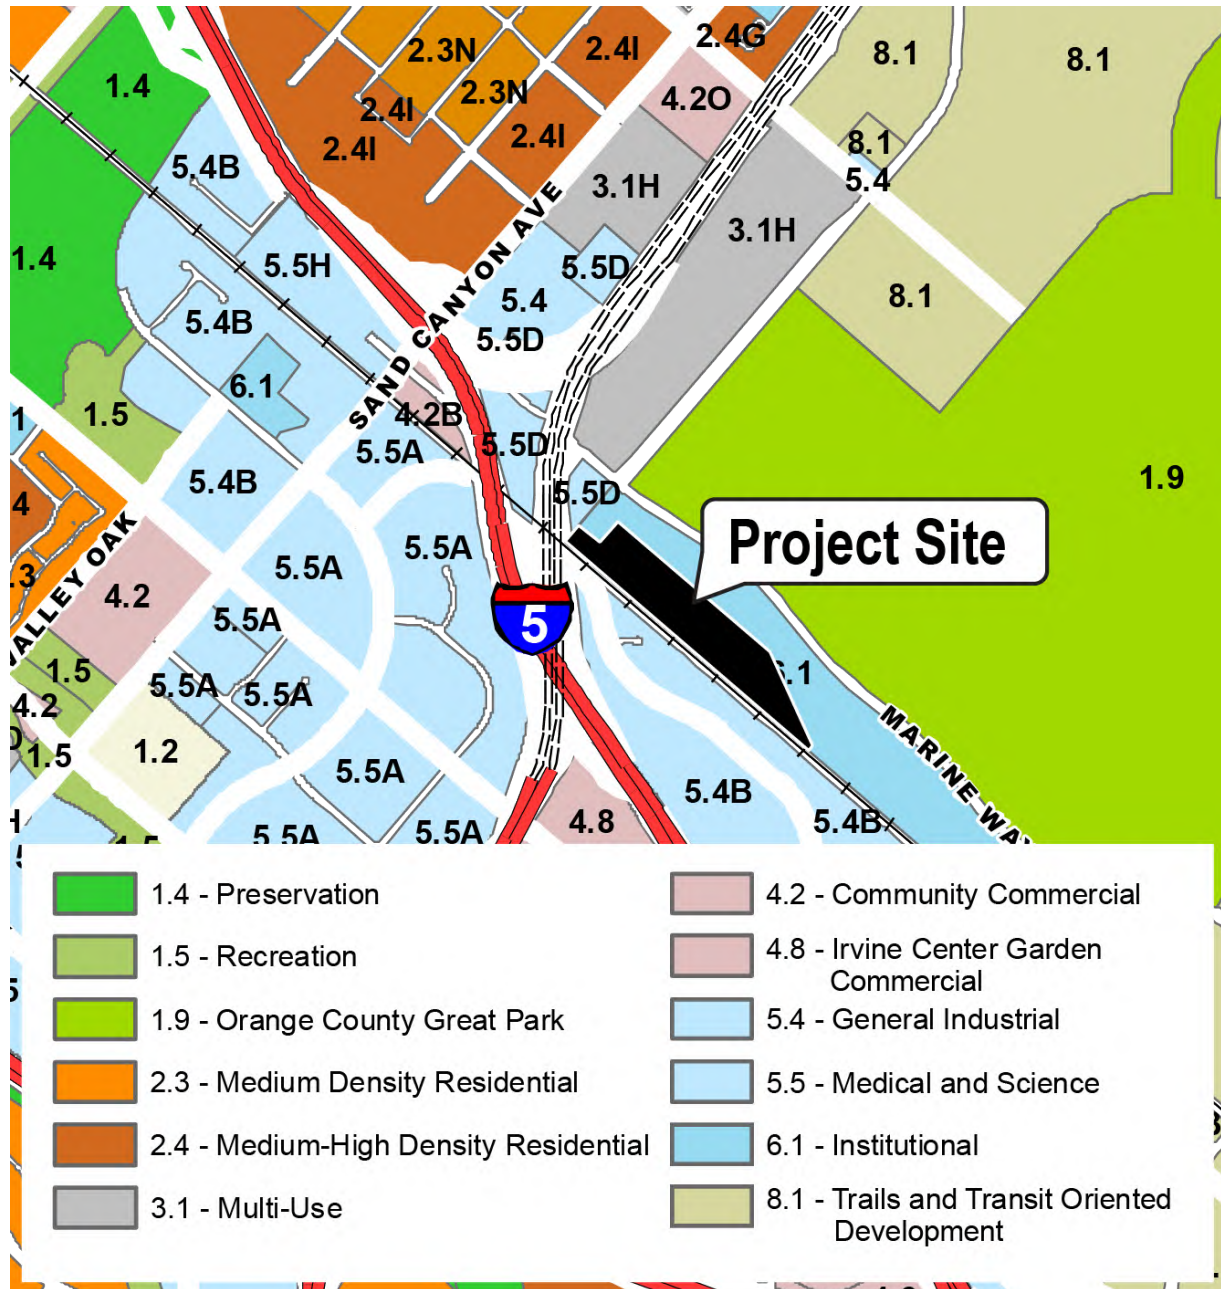 2.3N
2.4I
2.4G
8.1
8.1
1.4
2.4I
2.3N
4.2O
2.4I
2.4I
8.1
5.4B
5.4
3.1H
3.1H
1.4
5.5H
5.5D
5.4
8.1
5.4B
5.5D
SAND CANYON AVE
6.1
1.5
4.2B
5.5A
5.5D
1.9
5.4B
5.5D
4
Project Site
5.5A
5.5A
.3
4.2
VALLEY OAK
5.5A
5
1.5
5.5A
5.5A
.1
4.2
1.5
1.2
MARINE WAY
5.5A
5.4B
5.5A
5.5A
4.8
5.4B
1.4 - Preservation
1.5 - Recreation
1.9 - Orange County Great Park
2.3 - Medium Density Residential
2.4 - Medium-High Density Residential
3.1 - Multi-Use
4.2 - Community Commercial
4.8 - Irvine Center Garden
Commercial
5.4 - General Industrial
5.5 - Medical and Science
6.1 - Institutional
8.1 - Trails and Transit Oriented
Development